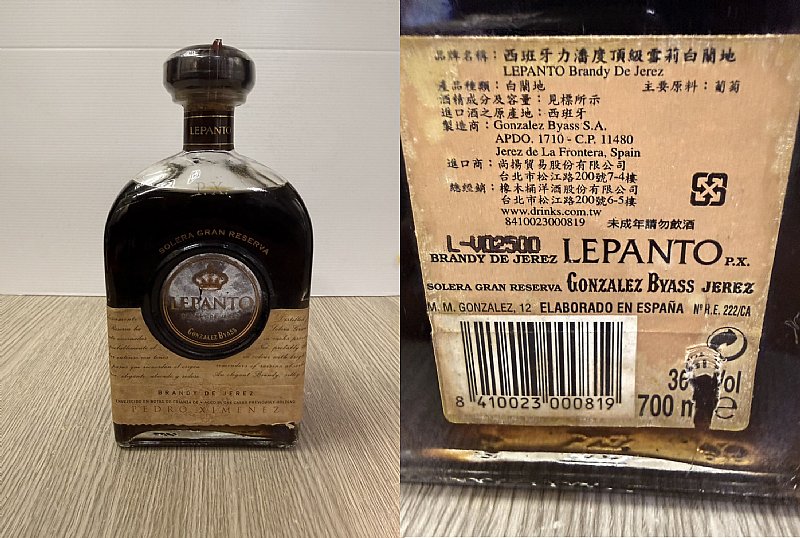 LEPANTO
P.X.
SOLERA GRAN RESERVA
LEPANTO
GONZALEZ BYASS
BRANDY DE JEREZ
PEDRO XIMENEZ
品牌名稱：西班牙力潘度頂級雪莉白蘭地
LEPANTO Brandy De Jerez
產品種類：白蘭地 主要原料：葡萄
酒精成分及容量：見標所示
進口酒之原產地：西班牙
製造商：Gonzalez Byass S.A.
APDO. 1710 - C.P. 11480
Jerez de La Frontera, Spain
進口商：尚揚貿易股份有限公司
台北市松江路200號7-4樓
總經銷：橡木桶洋酒股份有限公司
台北市松江路200號6-5樓
www.drinks.com.tw
8410023000819 未成年請勿飲酒
L-V02500
BRANDY DE JEREZ LEPANTO P.X.
SOLERA GRAN RESERVA GONZALEZ BYASS JEREZ
M. M. GONZALEZ, 12 ELABORADO EN ESPAÑA Nº R.E. 222/CA
8 410023 000819
700 m e